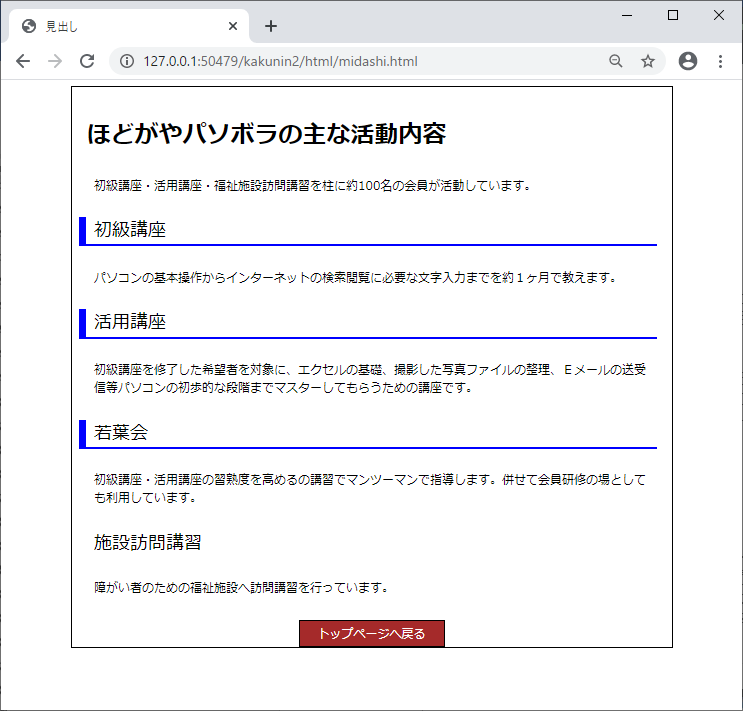 見出し
127.0.0.1:50479/kakunin2/html/midashi.html
ほどがやパソボラの主な活動内容
初級講座・活用講座・福祉施設訪問講習を柱に約100名の会員が活動しています。
初級講座
パソコンの基本操作からインターネットの検索閲覧に必要な文字入力までを約１ヶ月で教えます。
活用講座
初級講座を修了した希望者を対象に、エクセルの基礎、撮影した写真ファイルの整理、Ｅメールの送受
信等パソコンの初歩的な段階までマスターしてもらうための講座です。
若葉会
初級講座・活用講座の習熟度を高めるの講習でマンツーマンで指導します。併せて会員研修の場として
も利用しています。
施設訪問講習
障がい者のための福祉施設へ訪問講習を行っています。
トップページへ戻る